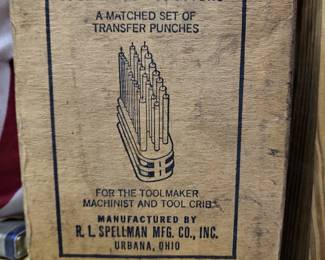 A MATCHED SET OF
TRANSFER PUNCHES
FOR THE TOOLMAKER
MACHINIST AND TOOL CRIB
MANUFACTURED BY
R. L. SPELLMAN MFG. CO., INC.
URBANA, OHIO